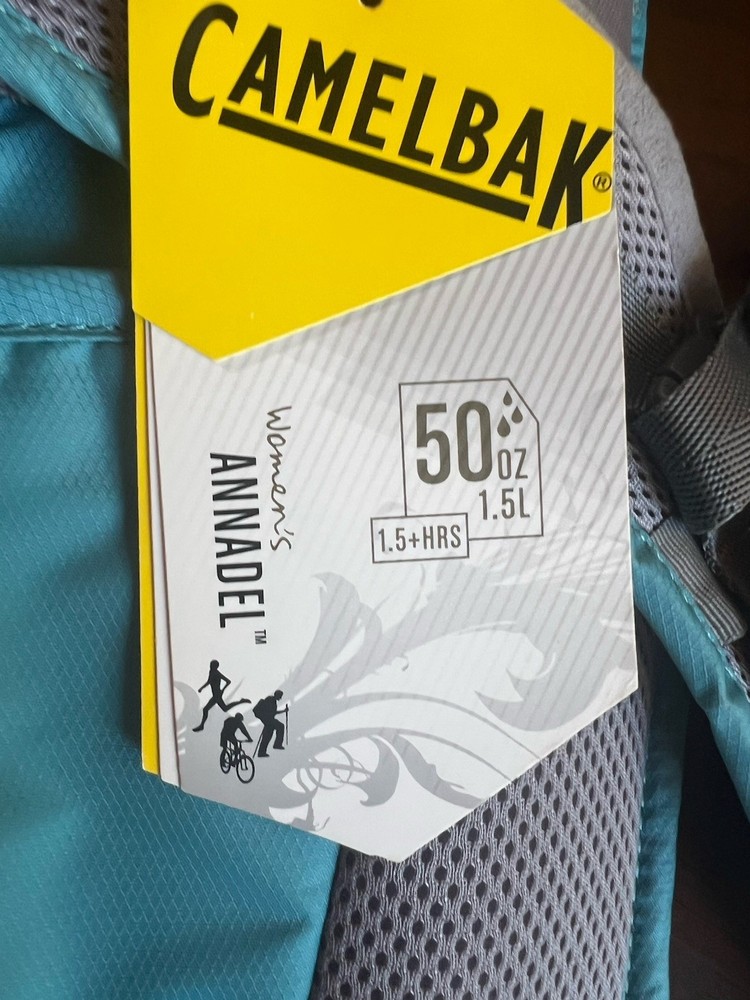 CAMELBAK®
50 OZ
1.5L
1.5+HRS
Women's
ANNADEL™